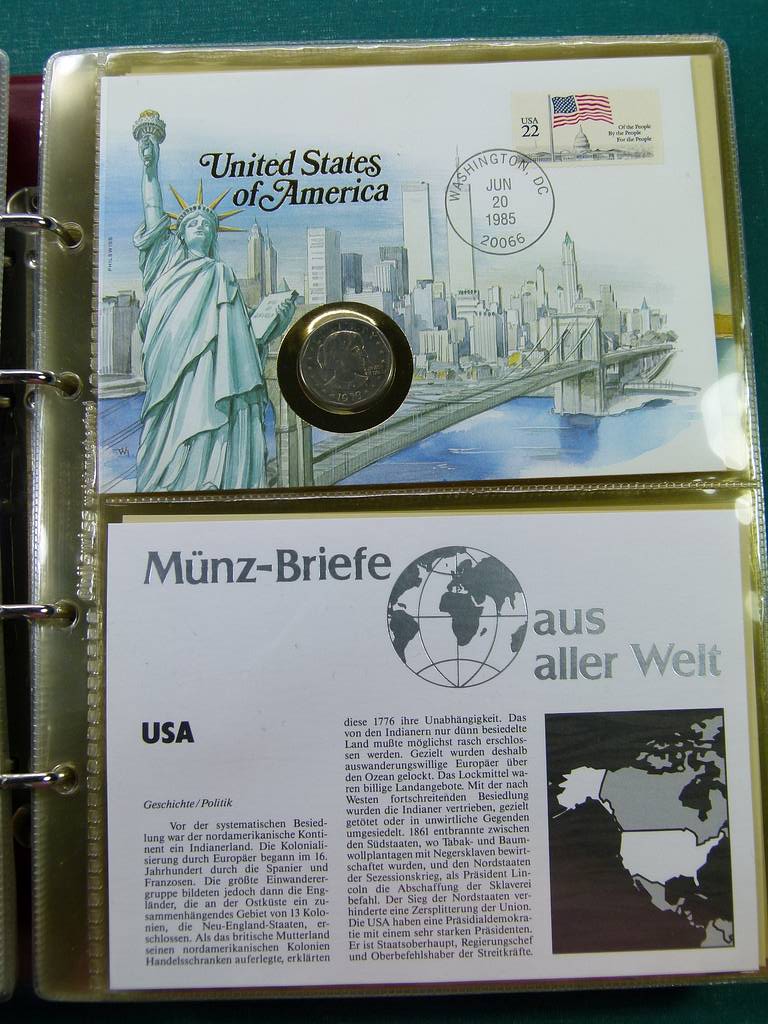 United States
of America
USA
22
Of the People
By the People
For the People
WASHINGTON, DC
JUN
20
1985
20066
PHILSWISS
1979
Münz-Briefe
aus
aller Welt
USA
Geschichte/Politik
Vor der systematischen Besied-
lung war der nordamerikanische Konti-
nent ein Indianerland. Die Koloniali-
sierung durch Europäer begann im 16.
Jahrhundert durch die Spanier und
Franzosen. Die größte Einwanderer-
gruppe bildeten jedoch dann die Eng-
länder, die an der Ostküste ein zu-
sammenhängendes Gebiet von 13 Kolo-
nien, die Neu-England-Staaten, er-
schlossen. Als das britische Mutterland
seinen nordamerikanischen Kolonien
Handelsschranken auferlegte, erklärten
diese 1776 ihre Unabhängigkeit. Das
von den Indianern nur dünn besiedelte
Land mußte möglichst rasch erschlos-
sen werden. Gezielt wurden deshalb
auswanderungswillige Europäer über
den Ozean gelockt. Das Lockmittel wa-
ren billige Landangebote. Mit der nach
Westen fortschreitenden Besiedlung
wurden die Indianer vertrieben, gezielt
getötet oder in unwirtliche Gegenden
umgesiedelt. 1861 entbrannte zwischen
den Südstaaten, wo Tabak- und Baum-
wollplantagen mit Negersklaven bewirt-
schaftet wurden, und den Nordstaaten
der Sezessionskrieg, als Präsident Lin-
coln die Abschaffung der Sklaverei
befahl. Der Sieg der Nordstaaten ver-
hinderte eine Zersplitterung der Union.
Die USA haben eine Präsidialdemokra-
tie mit einem sehr starken Präsidenten.
Er ist Staatsoberhaupt, Regierungschef
und Oberbefehlshaber der Streitkräfte.